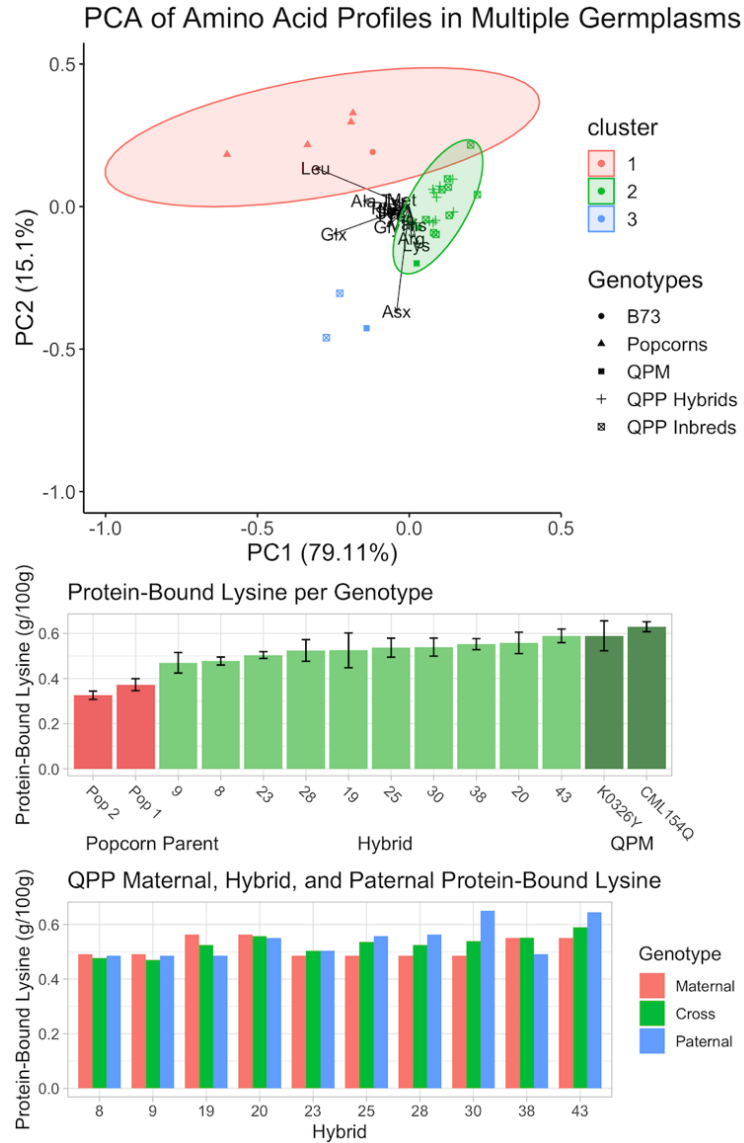 PCA of Amino Acid Profiles in Multiple Germplasms
PC2 (15.1%)
0.5
0.0
-0.5
-1.0
Leu
Ala
Met
Glx
Arg
Lys
Asx
-1.0
-0.5
0.0
0.5
PC1 (79.11%)
cluster
1
2
3
Genotypes
B73
Popcorns
QPM
QPP Hybrids
QPP Inbreds
Protein-Bound Lysine per Genotype
Protein-Bound Lysine (g/100g)
0.6
0.4
0.2
0.0
Pop 2
Pop 1
9
8
23
28
19
25
30
38
20
43
K0326Y
CML154Q
Popcorn Parent
Hybrid
QPM
QPP Maternal, Hybrid, and Paternal Protein-Bound Lysine
Protein-Bound Lysine (g/100g)
0.6
0.4
0.2
0.0
8
9
19
20
23
25
28
30
38
43
Hybrid
Genotype
Maternal
Cross
Paternal